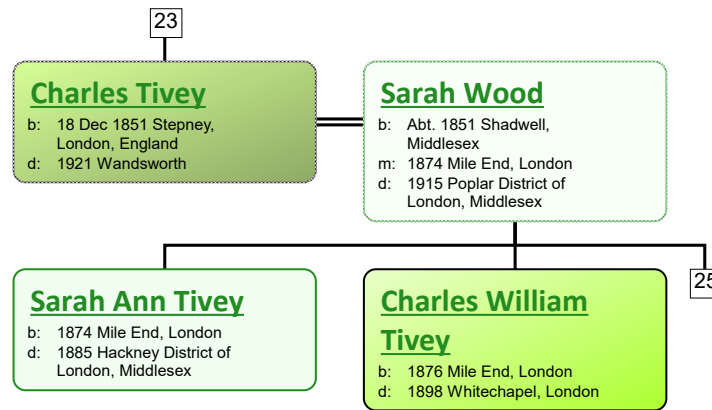 23
Charles Tivey
b: 18 Dec 1851 Stepney,
London, England
d: 1921 Wandsworth
Sarah Wood
b: Abt. 1851 Shadwell,
Middlesex
m: 1874 Mile End, London
d: 1915 Poplar District of
London, Middlesex
Sarah Ann Tivey
b: 1874 Mile End, London
d: 1885 Hackney District of
London, Middlesex
Charles William
Tivey
b: 1876 Mile End, London
d: 1898 Whitechapel, London
25